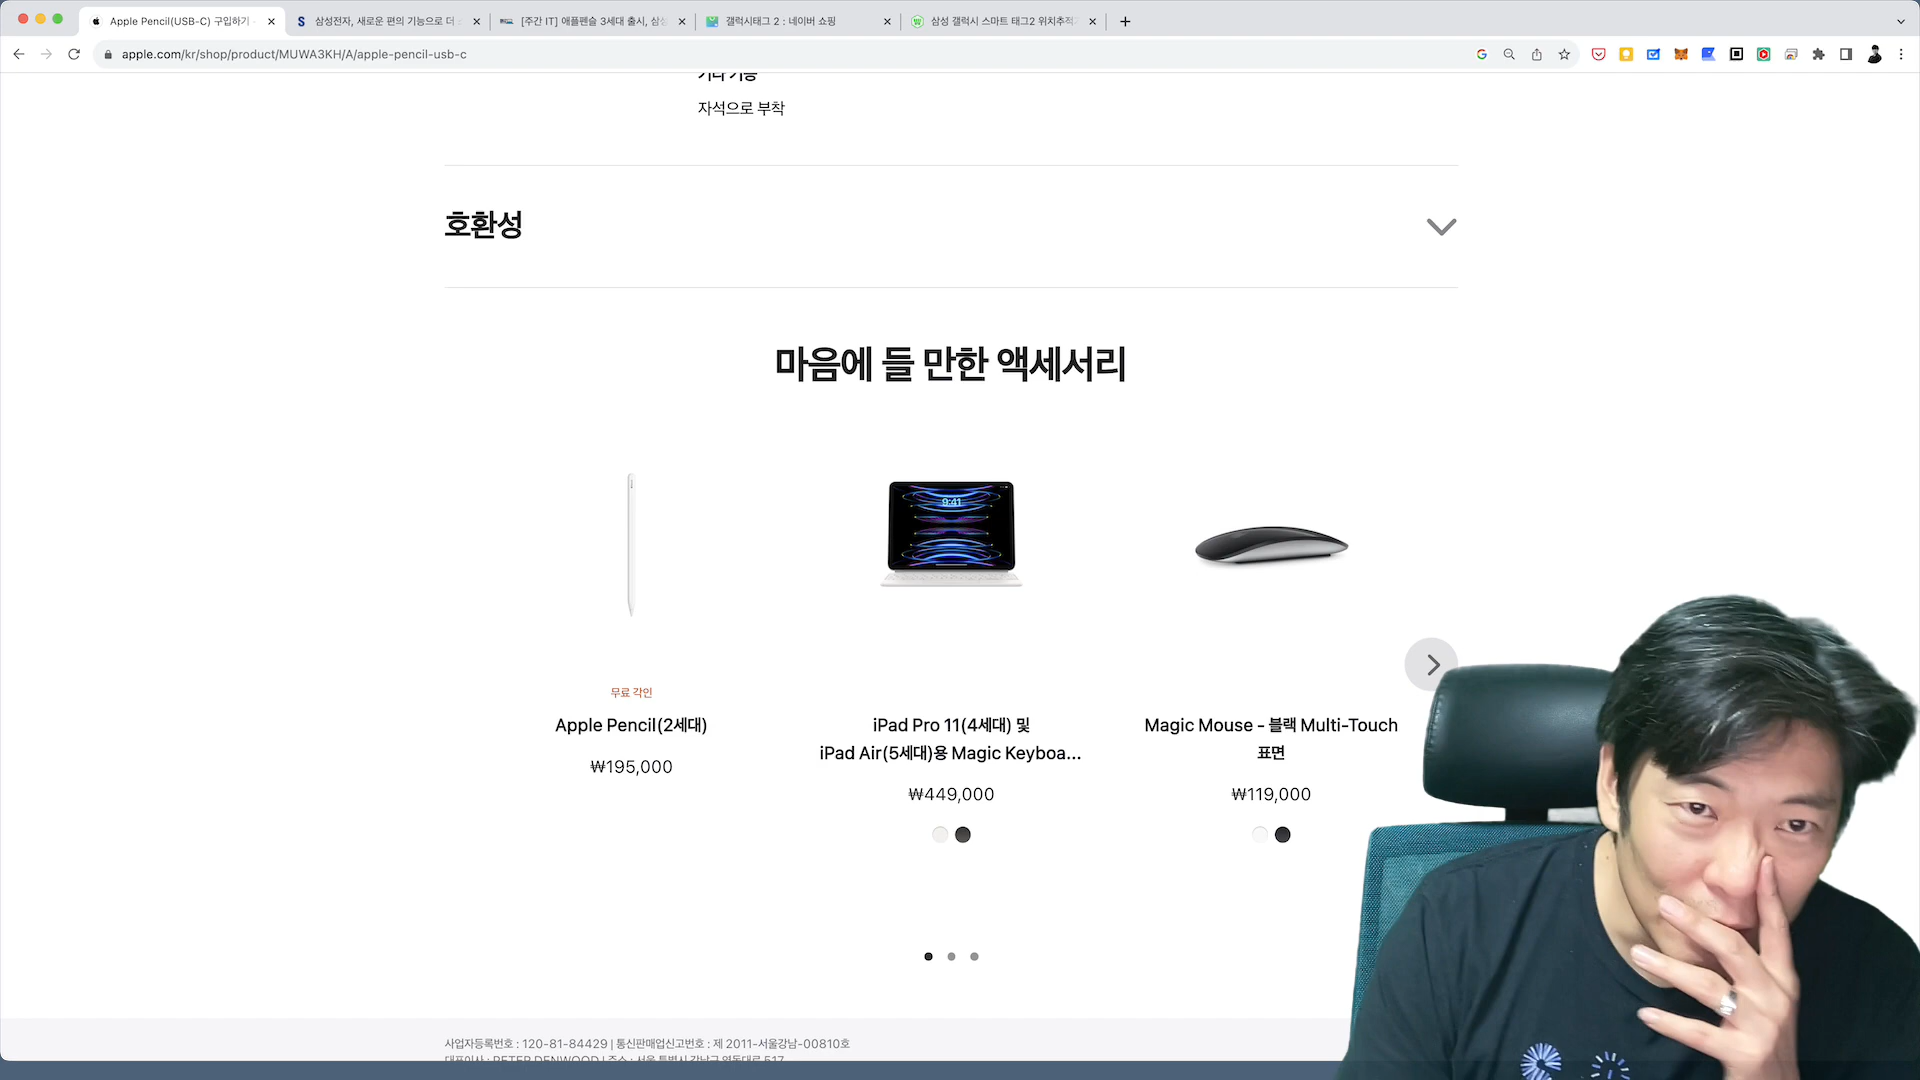 Apple Pencil(USB-C) 구입하기 -
삼성전자, 새로운 편의 기능으로 더
[주간 IT] 애플펜슬 3세대 출시, 삼성
갤럭시태그 2 : 네이버 쇼핑
삼성 갤럭시 스마트 태그2 위치추적
apple.com/kr/shop/product/MUWA3KH/A/apple-pencil-usb-c
기타 기능
자석으로 부착
호환성
마음에 들 만한 액세서리
9:41
무료 각인
Apple Pencil(2세대)
₩195,000
iPad Pro 11(4세대) 및
iPad Air(5세대)용 Magic Keyboa...
₩449,000
Magic Mouse - 블랙 Multi-Touch
표면
₩119,000
사업자등록번호 : 120-81-84429 | 통신판매업신고번호 : 제 2011-서울강남-00810호
대표이사 : PETER DENWOOD | 주소 : 서울 특별시 강남구 영동대로 517